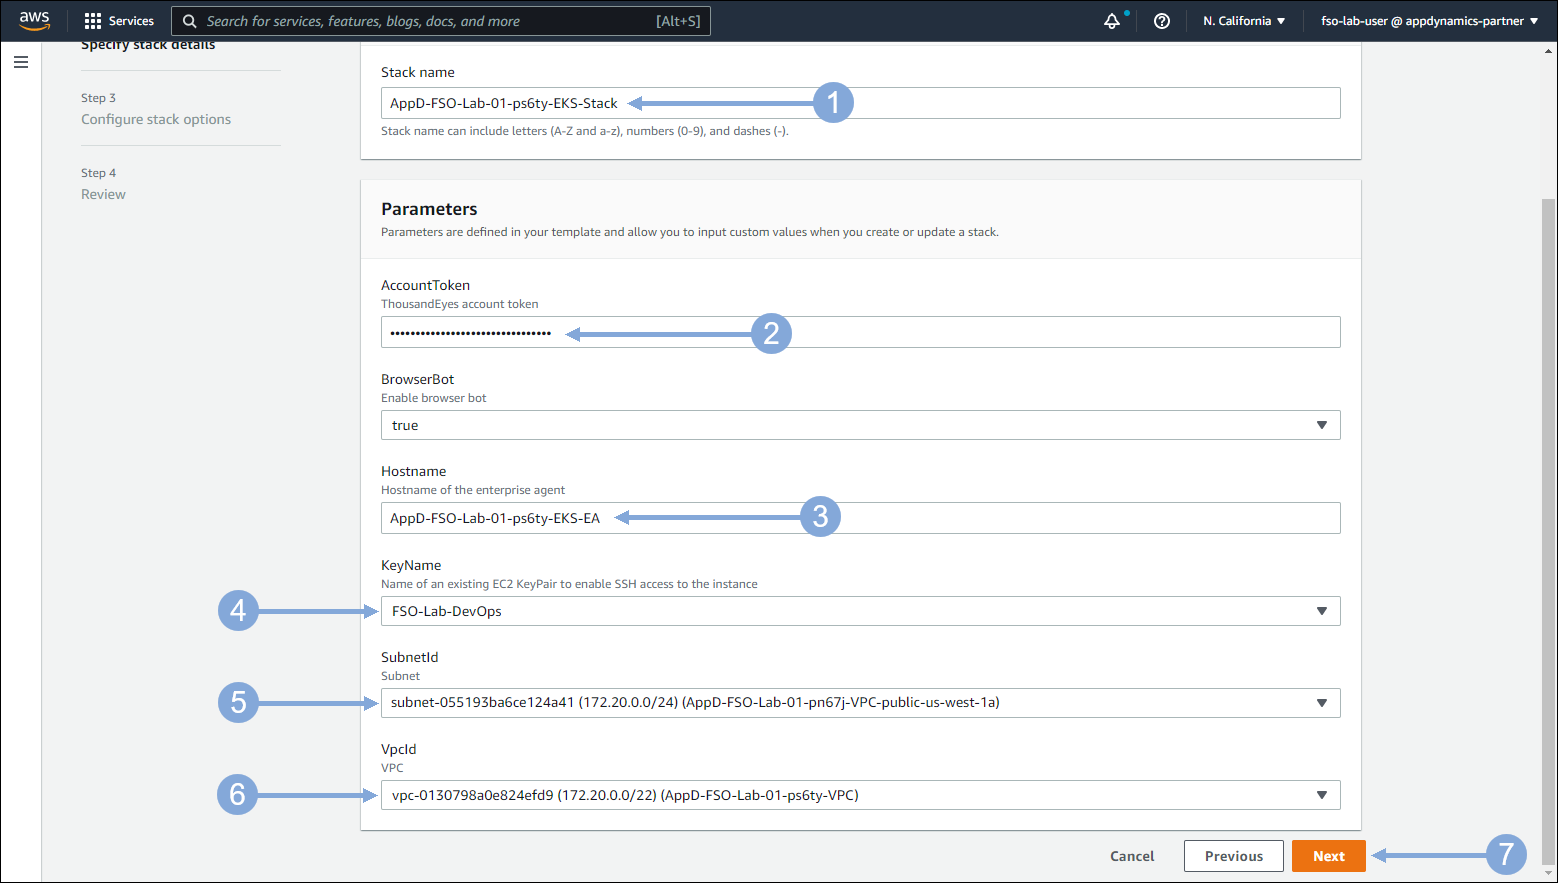 aws
Services
Search for services, features, blogs, docs, and more
[Alt+S]
N. California ▼
fso-lab-user @ appdynamics-partner ▼
Specify stack details
Step 3
Configure stack options
Step 4
Review
Stack name
AppD-FSO-Lab-01-ps6ty-EKS-Stack
1
Stack name can include letters (A-Z and a-z), numbers (0-9), and dashes (-).
Parameters
Parameters are defined in your template and allow you to input custom values when you create or update a stack.
AccountToken
ThousandEyes account token
••••••••••••••••••••••••••••••••
2
BrowserBot
Enable browser bot
true
Hostname
Hostname of the enterprise agent
AppD-FSO-Lab-01-ps6ty-EKS-EA
3
KeyName
Name of an existing EC2 KeyPair to enable SSH access to the instance
4
FSO-Lab-DevOps
SubnetId
Subnet
5
subnet-055193ba6ce124a41 (172.20.0.0/24) (AppD-FSO-Lab-01-pn67j-VPC-public-us-west-1a)
VpcId
VPC
6
vpc-0130798a0e824efd9 (172.20.0.0/22) (AppD-FSO-Lab-01-ps6ty-VPC)
Cancel
Previous
Next
7